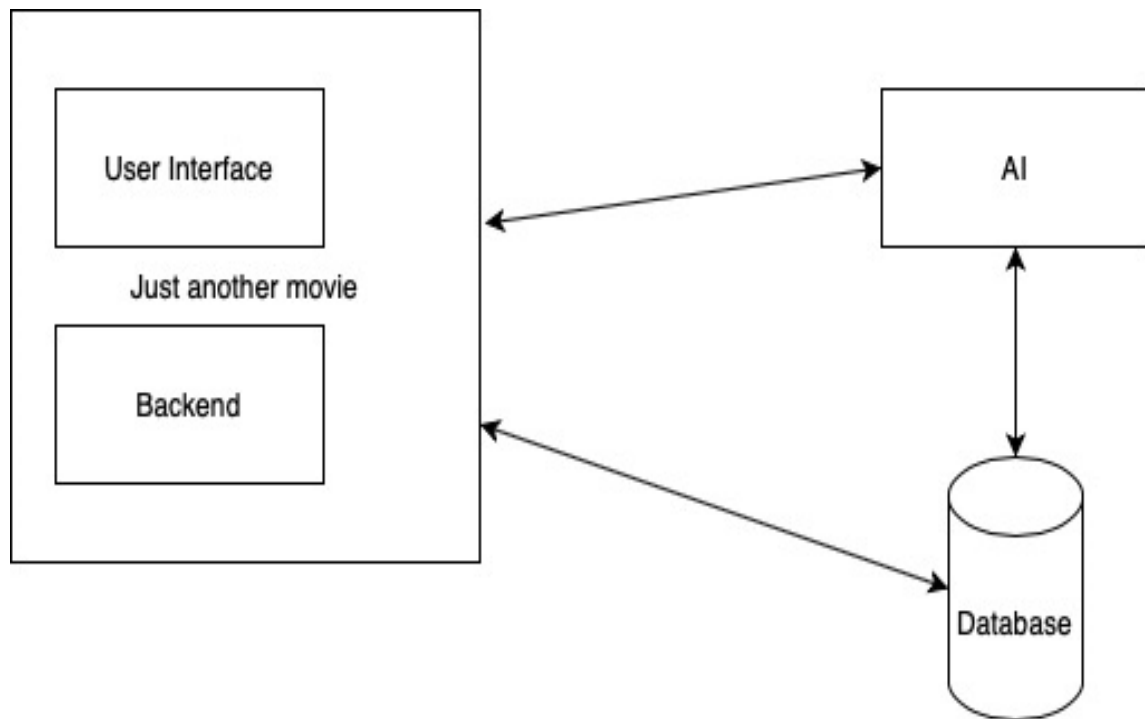 User Interface
AI
Just another movie
Backend
Database